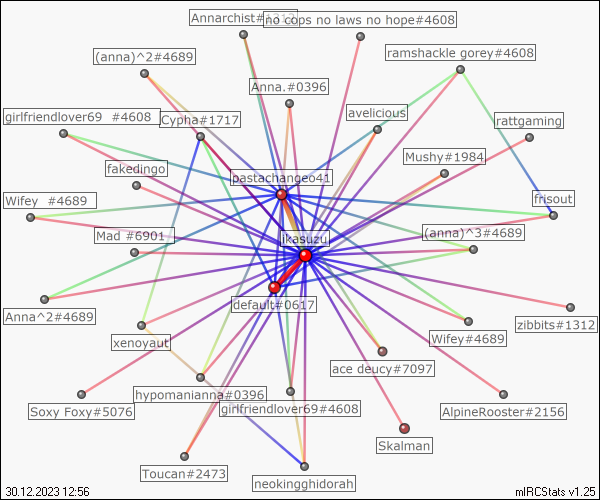 Annarchist#1312
no cops no laws no hope#4608
(anna)^2#4689
ramshackle gorey#4608
Anna.#0396
girlfriendlover69   #4608
Cypha#1717
avelicious
rattgaming
Mushy#1984
fakedingo
pastachangeo41
Wifey  #4689
frisout
Mad #6901
ikasuzu
(anna)^3#4689
default#0617
Anna^2#4689
zibbits#1312
xenoyaut
Wifey#4689
ace deucy#7097
hypomanianna#0396
Soxy Foxy#5076
girlfriendlover69#4608
AlpineRooster#2156
Skalman
Toucan#2473
neokingghidorah
30.12.2023 12:56
mIRCStats v1.25